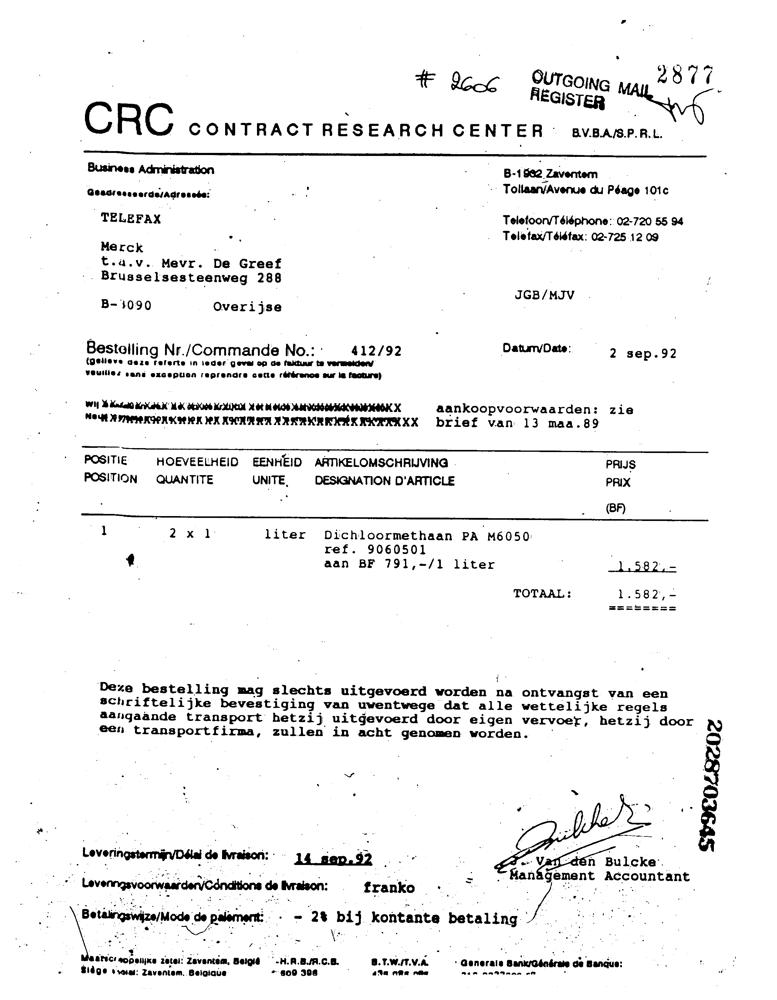 # 2606 OUTGOING MAIL 2877
REGISTER
CRC CONTRACT RESEARCH CENTER B.V.B.A./S.P.R.L.
Business Administration
B-1932 Zaventem
Geadresseerde/Adressée:
Tollaan/Avenue du Péage 101c
TELEFAX
Telefoon/Téléphone: 02-720 55 94
Telefax/Téléfax: 02-725 12 09
Merck
t.a.v. Mevr. De Greef
Brusselsesteenweg 288
JGB/MJV
B-3090 Overijse
Bestelling Nr./Commande No.: 412/92
Datum/Date: 2 sep.92
(gelieve deze referte in ieder geval op de faktuur te vermelden/
veuillez sans exception reprendre cette référence sur la facture)
aankoopvoorwaarden: zie
brief van 13 maa.89
POSITIE HOEVEELHEID EENHEID ARTIKELOMSCHRIJVING PRIJS
POSITION QUANTITE UNITE DESIGNATION D'ARTICLE PRIX
(BF)
1 2 x 1 liter Dichloormethaan PA M6050
ref. 9060501
aan BF 791,-/1 liter 1.582,-
TOTAAL: 1.582,-
========
Deze bestelling mag slechts uitgevoerd worden na ontvangst van een
schriftelijke bevestiging van uwentwege dat alle wettelijke regels
aangaande transport hetzij uitgevoerd door eigen vervoer, hetzij door
een transportfirma, zullen in acht genomen worden.
2028703645
Leveringstermijn/Délai de livraison: 14 sep.92
Van den Bulcke
Management Accountant
Leveringsvoorwaarden/Conditions de livraison: franko
Betalingswijze/Mode de paiement: - 2% bij kontante betaling
Maatschappelijke zetel: Zaventem, België -H.R.B./R.C.B. B.T.W./T.V.A. Generale Bank/Générale de Banque:
Siège social: Zaventem, Belgique 509 396